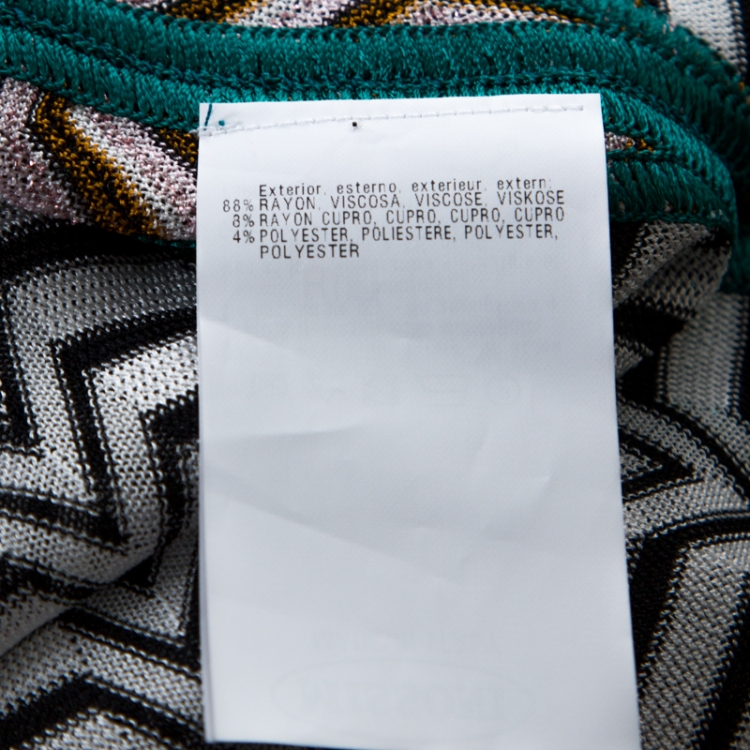 Exterior, esterno, exterieur, extern:
88% RAYON, VISCOSA, VISCOSE, VISKOSE
8% RAYON CUPRO, CUPRO, CUPRO, CUPRO
4% POLYESTER, POLIESTERE, POLYESTER,
POLYESTER